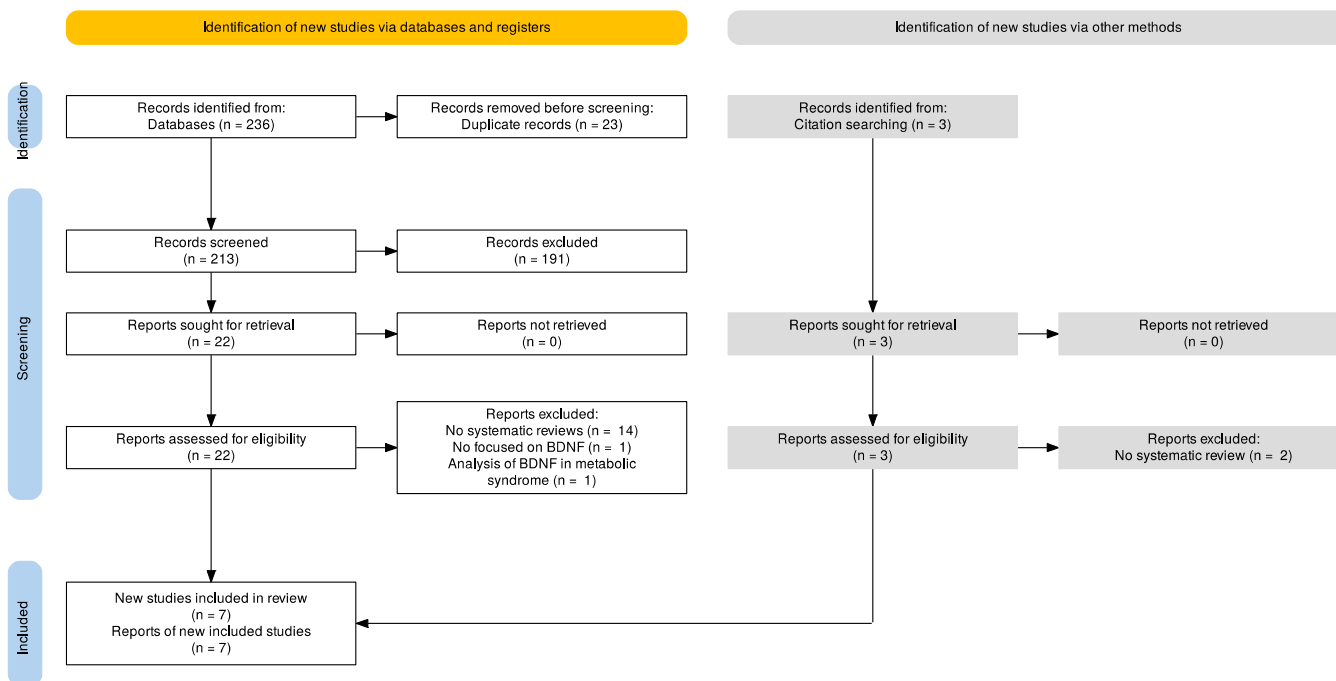 Identification of new studies via databases and registers
Identification of new studies via other methods
Identification
Records identified from:
Databases (n = 236)
Records removed before screening:
Duplicate records (n = 23)
Records identified from:
Citation searching (n = 3)
Screening
Records screened
(n = 213)
Records excluded
(n = 191)
Reports sought for retrieval
(n = 22)
Reports not retrieved
(n = 0)
Reports sought for retrieval
(n = 3)
Reports not retrieved
(n = 0)
Reports assessed for eligibility
(n = 22)
Reports excluded:
No systematic reviews (n = 14)
No focused on BDNF (n = 1)
Analysis of BDNF in metabolic
syndrome (n = 1)
Reports assessed for eligibility
(n = 3)
Reports excluded:
No systematic review (n = 2)
Included
New studies included in review
(n = 7)
Reports of new included studies
(n = 7)